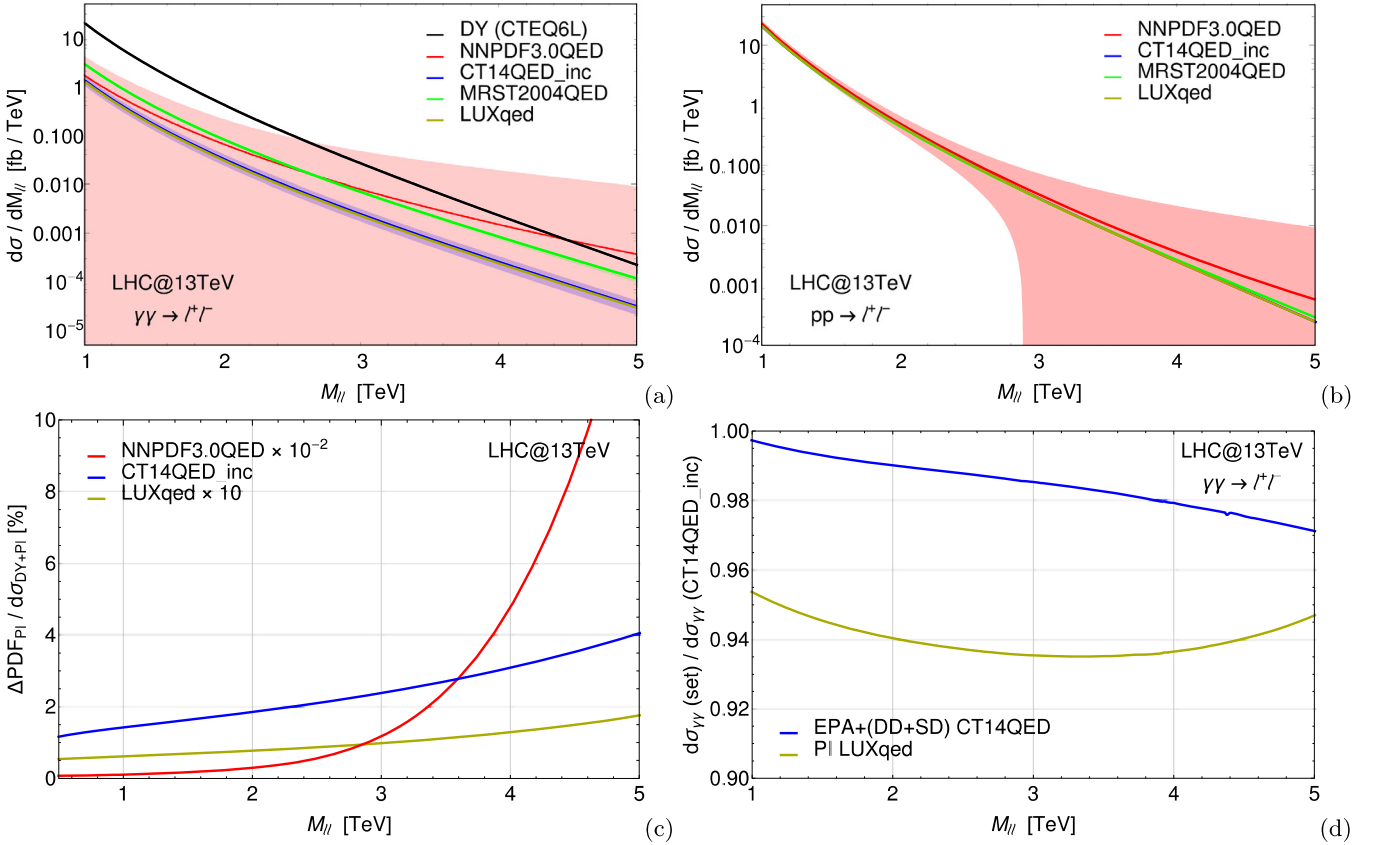 dσ / dM_ll [fb / TeV]
10
1
0.100
0.010
0.001
10^−4
10^−5
DY (CTEQ6L)
NNPDF3.0QED
CT14QED_inc
MRST2004QED
LUXqed
LHC@13TeV
γγ → l^+l^−
1 2 3 4 5
M_ll [TeV]
(a)
dσ / dM_ll [fb / TeV]
10
1
0.100
0.010
0.001
10^−4
NNPDF3.0QED
CT14QED_inc
MRST2004QED
LUXqed
LHC@13TeV
pp → l^+l^−
1 2 3 4 5
M_ll [TeV]
(b)
ΔPDF_PI / dσ_DY+PI [%]
10
8
6
4
2
0
NNPDF3.0QED × 10^−2
CT14QED_inc
LUXqed × 10
LHC@13TeV
1 2 3 4 5
M_ll [TeV]
(c)
dσ_γγ (set) / dσ_γγ (CT14QED_inc)
1.00
0.98
0.96
0.94
0.92
0.90
LHC@13TeV
γγ → l^+l^−
EPA+(DD+SD) CT14QED
PI LUXqed
1 2 3 4 5
M_ll [TeV]
(d)